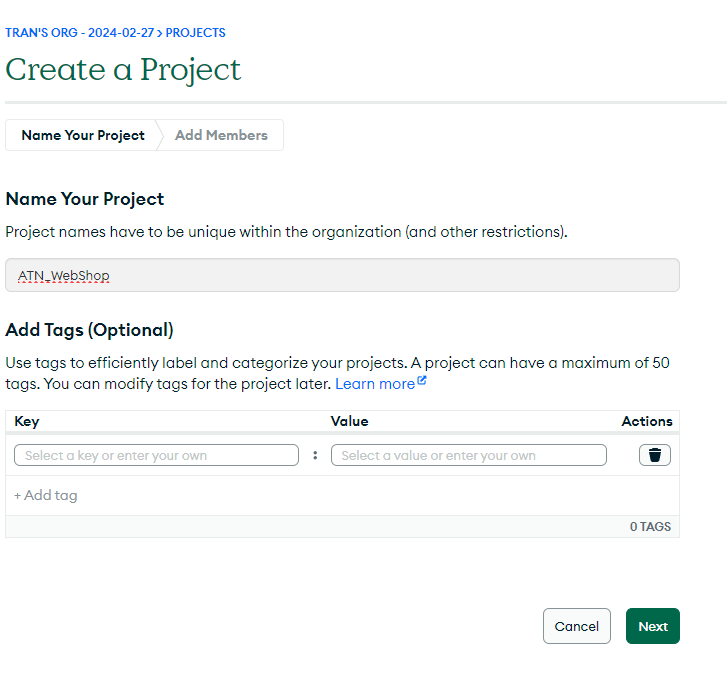 TRAN'S ORG - 2024-02-27 > PROJECTS
Create a Project
Name Your Project Add Members
Name Your Project
Project names have to be unique within the organization (and other restrictions).
ATN_WebShop
Add Tags (Optional)
Use tags to efficiently label and categorize your projects. A project can have a maximum of 50
tags. You can modify tags for the project later. Learn more
Key Value Actions
Select a key or enter your own : Select a value or enter your own
+ Add tag
0 TAGS
Cancel Next